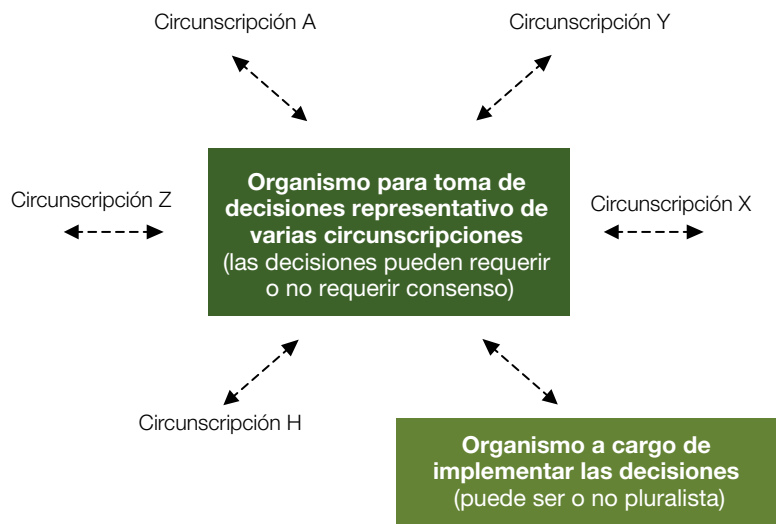 Circunscripción A
Circunscripción Y
Organismo para toma de
decisiones representativo de
varias circunscripciones
(las decisiones pueden requerir
o no requerir consenso)
Circunscripción Z
Circunscripción X
Circunscripción H
Organismo a cargo de
implementar las decisiones
(puede ser o no pluralista)